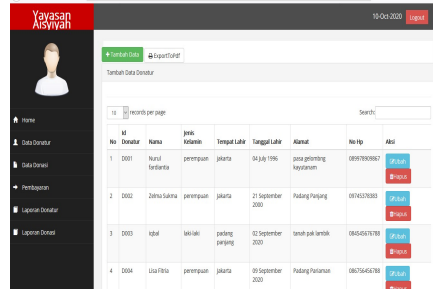 Yayasan
Aisyiyah
10-Oct-2020 Logout
+Tambah Data ExportToPdf
Tambah Data Donatur
10 records per page Search:
Home
Data Donatur
Data Donasi
Pembayaran
Laporan Donatur
Laporan Donasi
No Id Donatur Nama Jenis Kelamin Tempat Lahir Tanggal Lahir Alamat No Hp Aksi
1 D001 Nurul fardiantia perempuan Jakarta 04 July 1996 pasa gelombng kayutanam 089978909867 Ubah
Hapus
2 D002 Zelma Sukma perempuan Jakarta 21 September 2000 Padang Panjang 09745378383 Ubah
Hapus
3 D003 iqbal laki-laki padang panjang 02 September 2020 tanah pak lambik 084545676788 Ubah
Hapus
4 D004 Lisa Fitria perempuan Jakarta 09 September Padang Pariaman 086756456788 Ubah